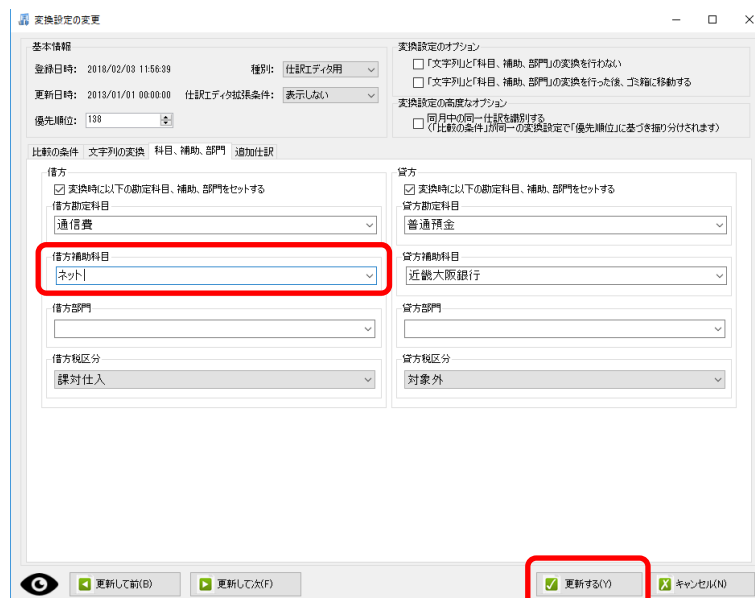 変換設定の変更
基本情報
登録日時: 2018/02/03 11:56:39 種別: 仕訳エディタ用
更新日時: 2013/01/01 00:00:00 仕訳エディタ拡張条件: 表示しない
優先順位: 138
変換設定のオプション
「文字列」と「科目、補助、部門」の変換を行わない
「文字列」と「科目、補助、部門」の変換を行った後、ゴミ箱に移動する
変換設定の高度なオプション
同月中の同一仕訳を識別する
(「比較の条件」が同一の変換設定で「優先順位」に基づき振り分けされます)
比較の条件 文字列の変換 科目、補助、部門 追加仕訳
借方
変換時に以下の勘定科目、補助、部門をセットする
借方勘定科目
通信費
借方補助科目
ネット
借方部門
借方税区分
課対仕入
貸方
変換時に以下の勘定科目、補助、部門をセットする
貸方勘定科目
普通預金
貸方補助科目
近畿大阪銀行
貸方部門
貸方税区分
対象外
更新して前(B) 更新して次(F) 更新する(Y) キャンセル(N)